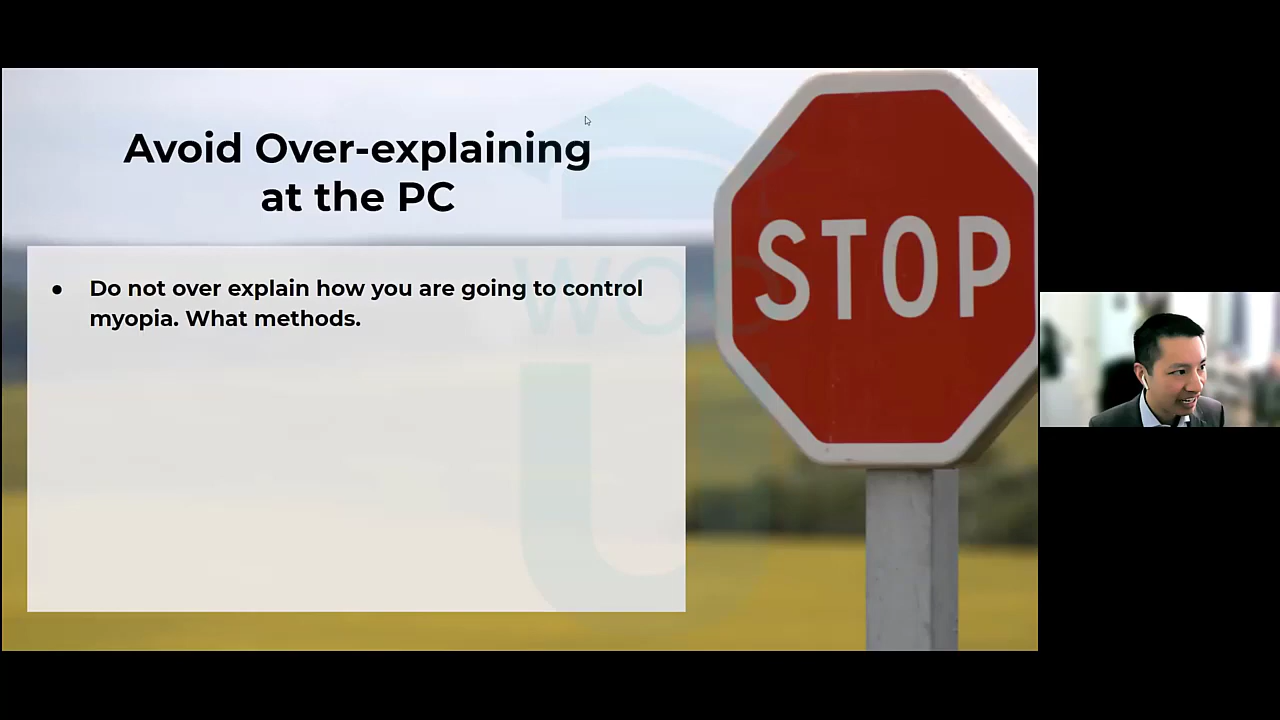 Avoid Over-explaining
at the PC
● Do not over explain how you are going to control
myopia. What methods.
STOP
WOO
U